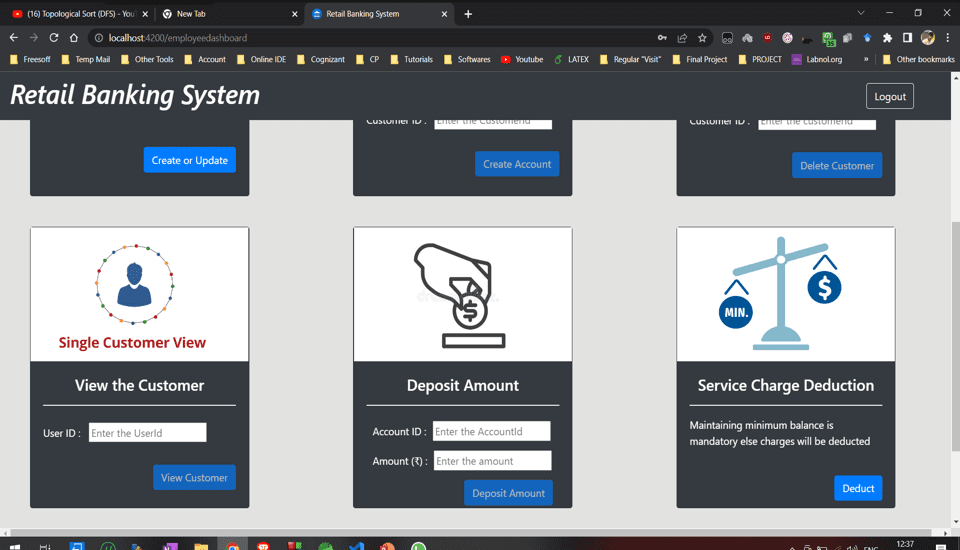 (16) Topological Sort (DFS) - You
New Tab
Retail Banking System
localhost:4200/employeedashboard
35
Freesoff
Temp Mail
Other Tools
Account
Online IDE
Cognizant
CP
Tutorials
Softwares
Youtube
LATEX
Regular "Visit"
Final Project
PROJECT
LabnoI.org
»
Other bookmarks
Retail Banking System
Logout
Customer ID :
Enter the CustomerId
Customer ID :
Enter the customerid
Create or Update
Create Account
Delete Customer
Single Customer View
$
MIN.
$
View the Customer
Deposit Amount
Service Charge Deduction
User ID :
Enter the UserId
Account ID :
Enter the AccountId
Amount (₹) :
Enter the amount
Maintaining minimum balance is
mandatory else charges will be deducted
View Customer
Deposit Amount
Deduct
12:37
ENG